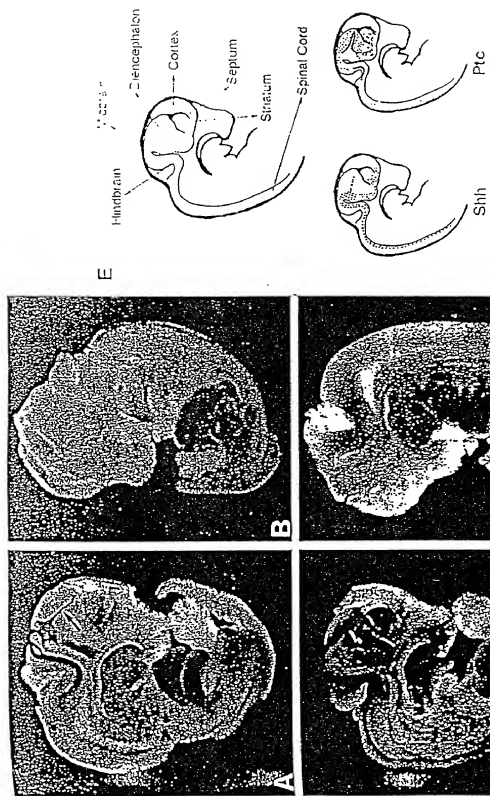 A
B
E
Hindbrain
Diencephalon
Cortex
Septum
Striatum
Spinal Cord
Shh
Ptc